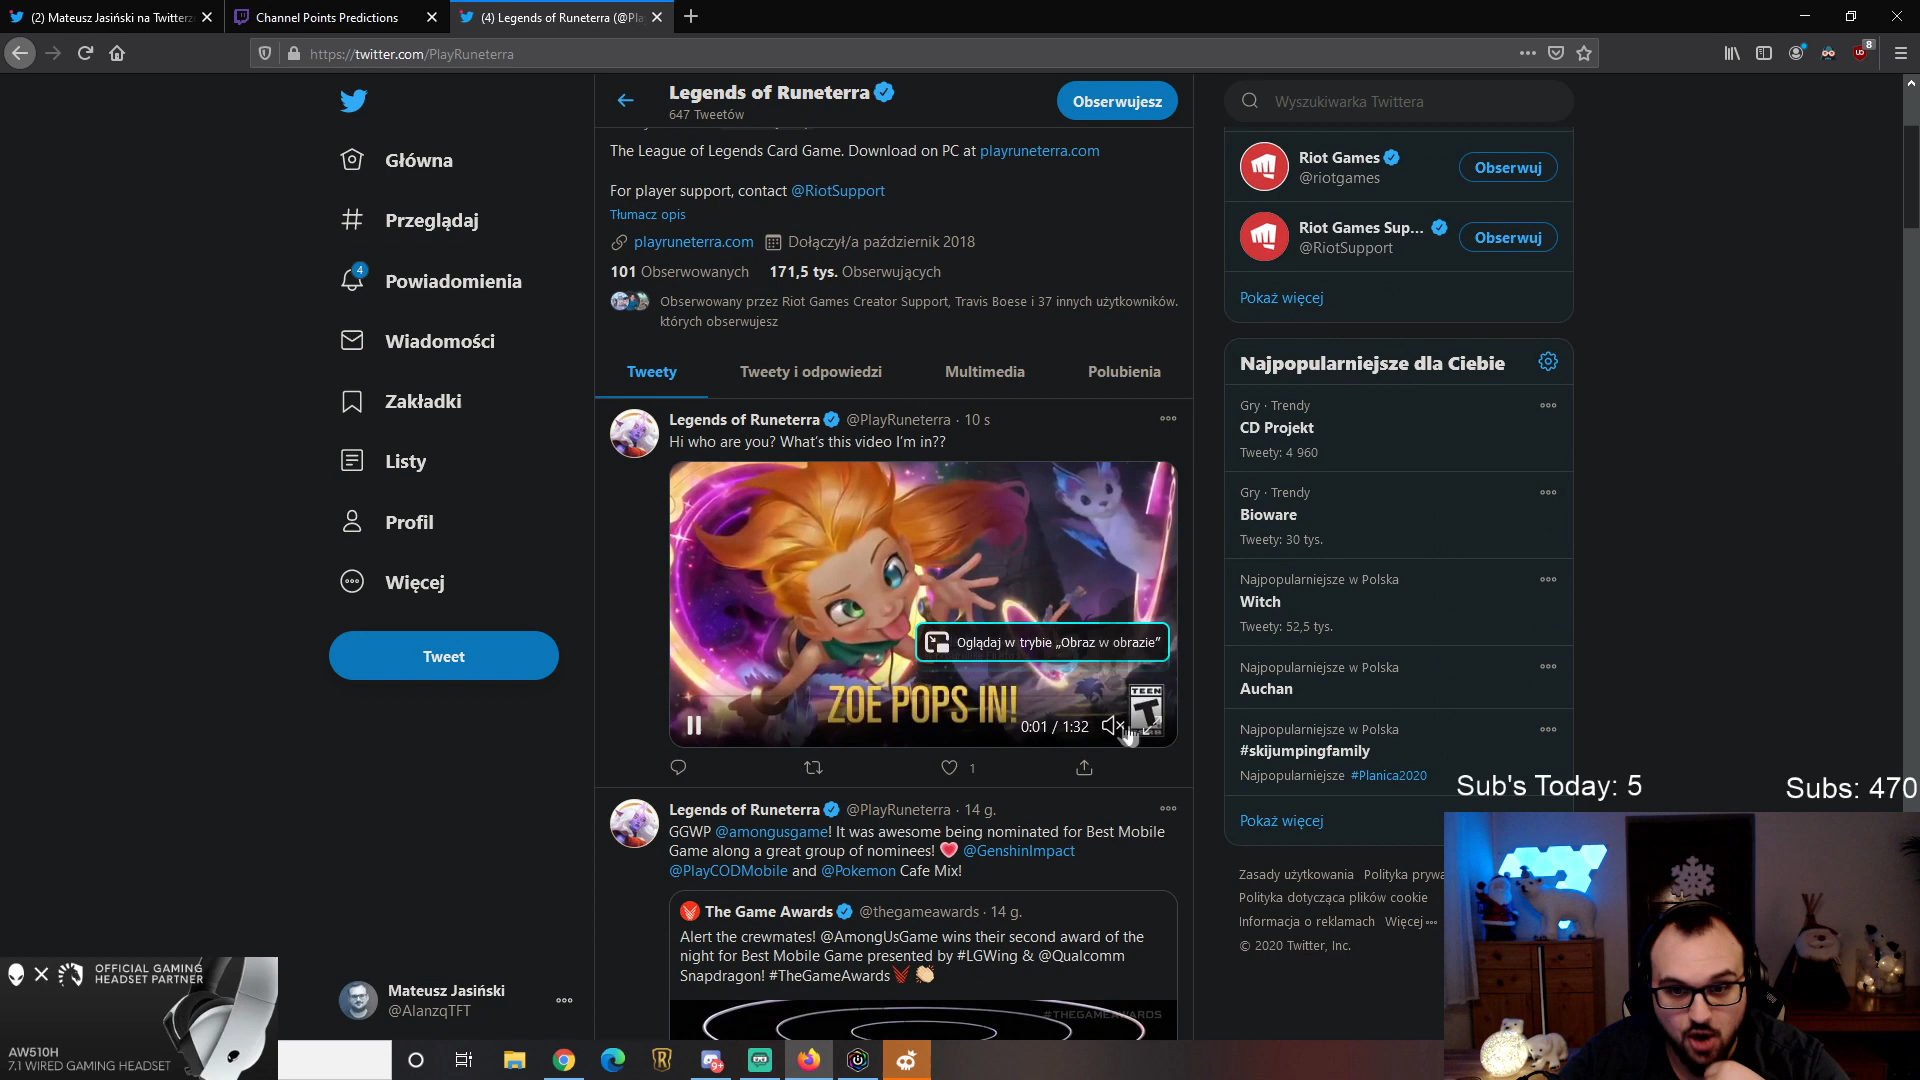 (2) Mateusz Jasiński na Twitterz
Channel Points Predictions
(4) Legends of Runeterra (@Pla
https://twitter.com/PlayRuneterra
8
Legends of Runeterra
647 Tweetów
Obserwujesz
Wyszukiwarka Twittera
Główna
Przeglądaj
4
Powiadomienia
Wiadomości
Zakładki
Listy
Profil
Więcej
Tweet
Mateusz Jasiński
@AlanzqTFT
The League of Legends Card Game. Download on PC at playruneterra.com
For player support, contact @RiotSupport
Tłumacz opis
playruneterra.com Dołączył/a październik 2018
101 Obserwowanych 171,5 tys. Obserwujących
Obserwowany przez Riot Games Creator Support, Travis Boese i 37 innych użytkowników.
których obserwujesz
Tweety Tweety i odpowiedzi Multimedia Polubienia
Legends of Runeterra @PlayRuneterra · 10 s
Hi who are you? What's this video I'm in??
Oglądaj w trybie „Obraz w obrazie”
ZOE POPS IN!
TEEN
T
0:01 / 1:32
1
Legends of Runeterra @PlayRuneterra · 14 g.
GGWP @amongusgame! It was awesome being nominated for Best Mobile
Game along a great group of nominees! @GenshinImpact
@PlayCODMobile and @Pokemon Cafe Mix!
The Game Awards @thegameawards · 14 g.
Alert the crewmates! @AmongUsGame wins their second award of the
night for Best Mobile Game presented by #LGWing & @Qualcomm
Snapdragon! #TheGameAwards
#THEGAMEAWARDS
Riot Games
@riotgames
Obserwuj
Riot Games Sup...
@RiotSupport
Obserwuj
Pokaż więcej
Najpopularniejsze dla Ciebie
Gry · Trendy
CD Projekt
Tweety: 4 960
Gry · Trendy
Bioware
Tweety: 30 tys.
Najpopularniejsze w Polska
Witch
Tweety: 52,5 tys.
Najpopularniejsze w Polska
Auchan
Najpopularniejsze w Polska
#skijumpingfamily
Najpopularniejsze #Planica2020
Pokaż więcej
Zasady użytkowania Polityka prywa
Polityka dotycząca plików cookie
Informacja o reklamach Więcej
© 2020 Twitter, Inc.
Sub's Today: 5
Subs: 470
OFFICIAL GAMING
HEADSET PARTNER
AW510H
7.1 WIRED GAMING HEADSET
9+